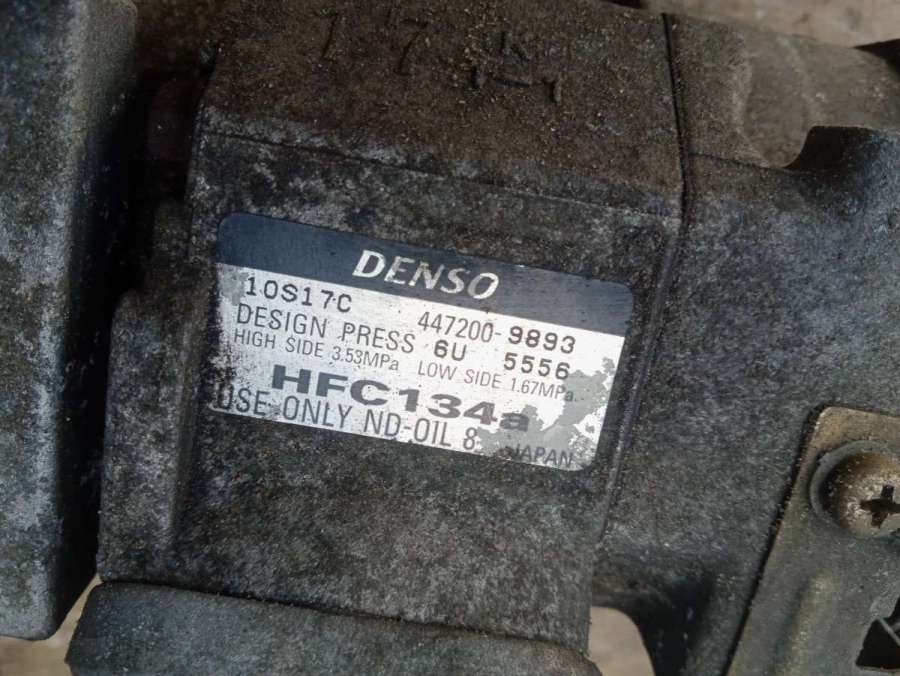 DENSO
10S17C 447200-9893
DESIGN PRESS 6U 5556
HIGH SIDE 3.53MPa LOW SIDE 1.67MPa
HFC134a
USE ONLY ND-OIL 8 JAPAN